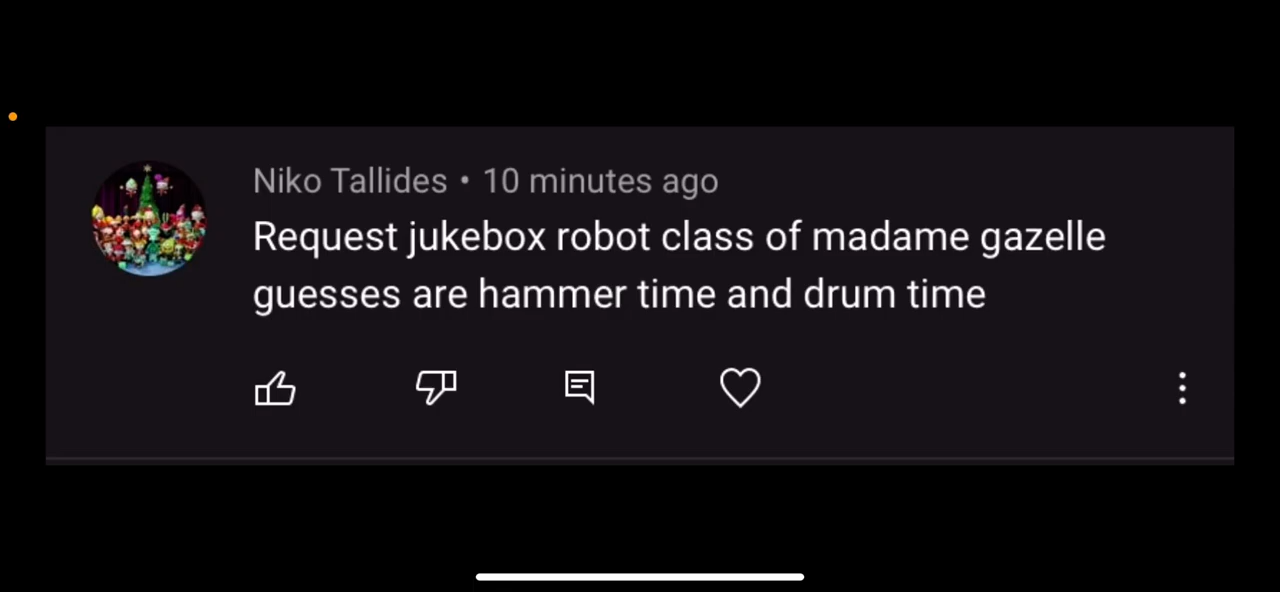 Niko Tallides • 10 minutes ago
Request jukebox robot class of madame gazelle
guesses are hammer time and drum time